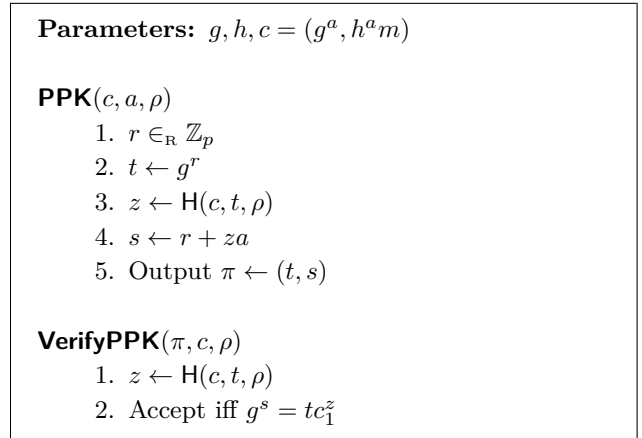 Parameters: g, h, c = (g^a, h^a m)
PPK(c, a, ρ)
1. r ∈_R ℤ_p
2. t ← g^r
3. z ← H(c, t, ρ)
4. s ← r + za
5. Output π ← (t, s)
VerifyPPK(π, c, ρ)
1. z ← H(c, t, ρ)
2. Accept iff g^s = tc_1^z